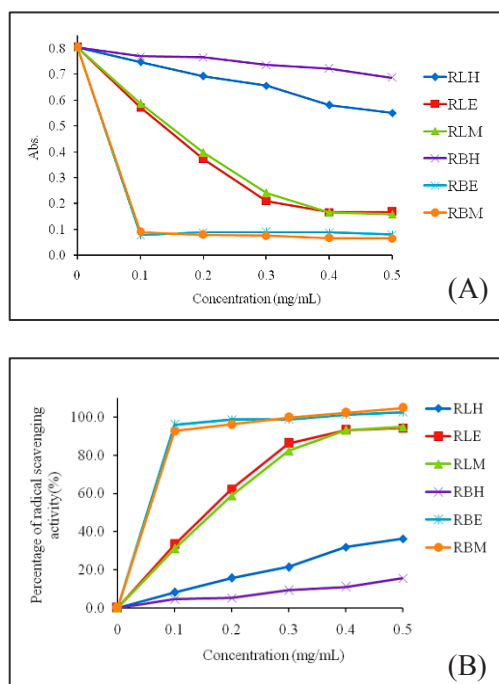 0.8
0.7
0.6
0.5
0.4
0.3
0.2
0.1
0.0
Abs.
0 0.1 0.2 0.3 0.4 0.5
Concentration (mg/mL)
RLH
RLE
RLM
RBH
RBE
RBM
(A)
100.0
80.0
60.0
40.0
20.0
0.0
Percentage of radical scavenging
activity(%)
0 0.1 0.2 0.3 0.4 0.5
Concentration (mg/mL)
RLH
RLE
RLM
RBH
RBE
RBM
(B)